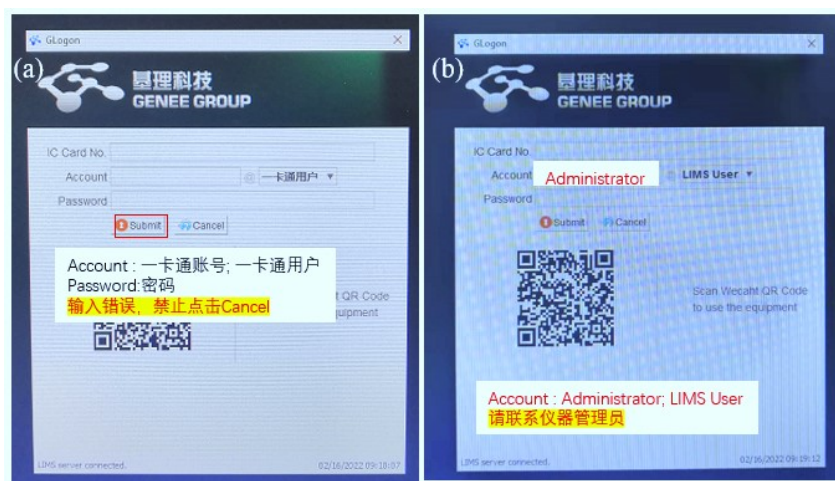 GLogon
(a)
基理科技
GENEE GROUP
IC Card No.
Account @ 一卡通用户
Password
Submit Cancel
Account : 一卡通账号; 一卡通用户
Password:密码
输入错误，禁止点击Cancel
t QR Code
quipment
LIMS server connected.
02/16/2022 09:18:07
GLogon
(b)
基理科技
GENEE GROUP
IC Card No.
Account Administrator @ LIMS User
Password
Submit Cancel
Scan Wecaht QR Code
to use the equipment
Account : Administrator; LIMS User
请联系仪器管理员
LIMS server connected.
02/16/2022 09:19:12